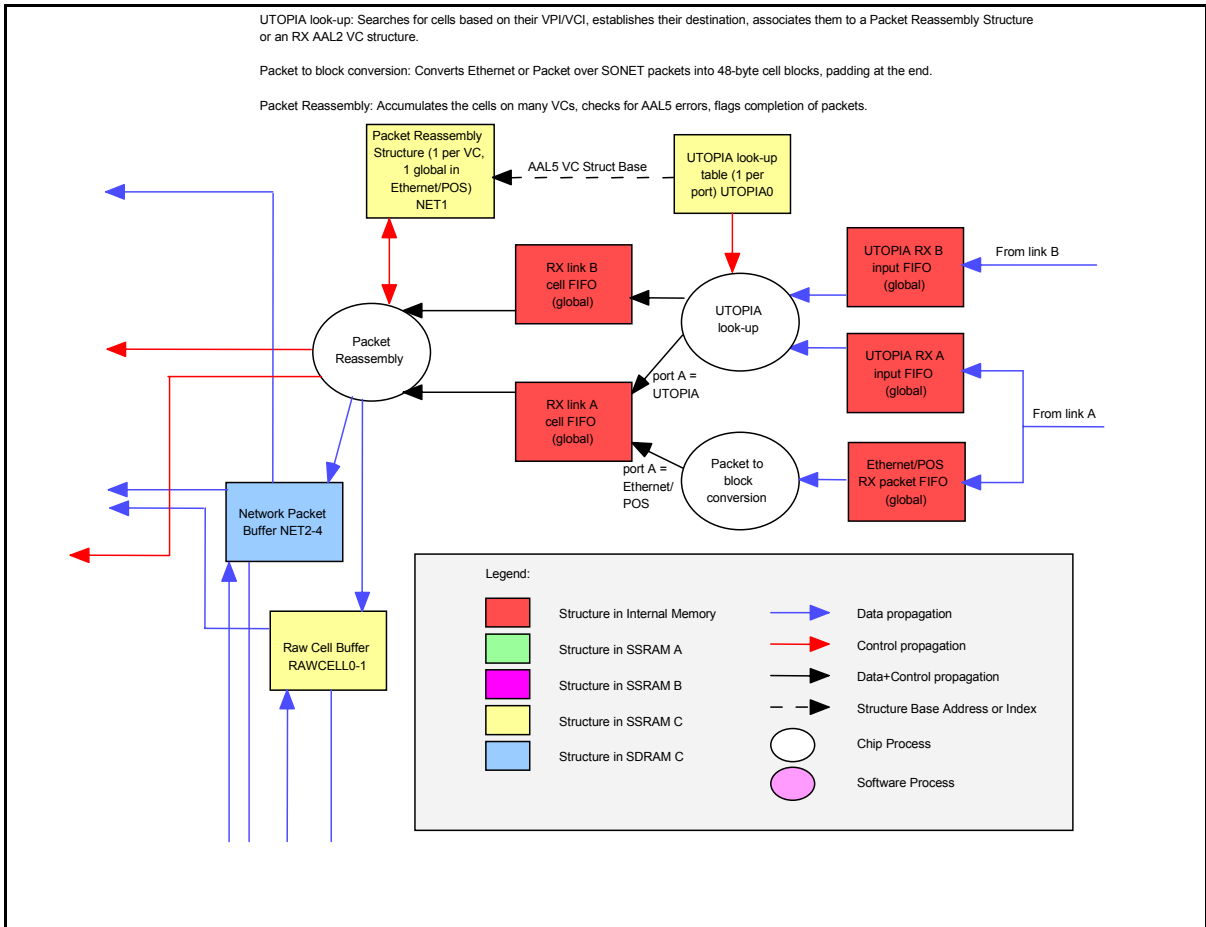 UTOPIA look-up: Searches for cells based on their VPI/VCI, establishes their destination, associates them to a Packet Reassembly Structure
or an RX AAL2 VC structure.
Packet to block conversion: Converts Ethernet or Packet over SONET packets into 48-byte cell blocks, padding at the end.
Packet Reassembly: Accumulates the cells on many VCs, checks for AAL5 errors, flags completion of packets.
Packet Reassembly
Structure (1 per VC,
1 global in
Ethernet/POS)
NET1
AAL5 VC Struct Base
UTOPIA look-up
table (1 per
port) UTOPIA0
UTOPIA RX B
input FIFO
(global)
From link B
RX link B
cell FIFO
(global)
UTOPIA
look-up
Packet
Reassembly
UTOPIA RX A
input FIFO
(global)
port A =
UTOPIA
RX link A
cell FIFO
(global)
From link A
port A =
Ethernet/
POS
Packet to
block
conversion
Ethernet/POS
RX packet FIFO
(global)
Network Packet
Buffer NET2-4
Raw Cell Buffer
RAWCELL0-1
Legend:
Structure in Internal Memory
Data propagation
Structure in SSRAM A
Control propagation
Structure in SSRAM B
Data+Control propagation
Structure in SSRAM C
Structure Base Address or Index
Structure in SDRAM C
Chip Process
Software Process